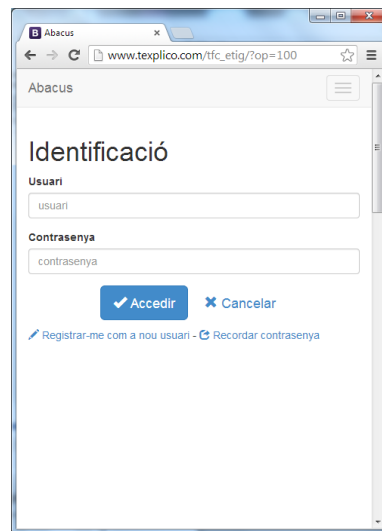 B Abacus
www.texplico.com/tfc_etig/?op=100
Abacus
Identificació
Usuari
usuari
Contrasenya
contrasenya
Accedir Cancelar
Registrar-me com a nou usuari - Recordar contrasenya